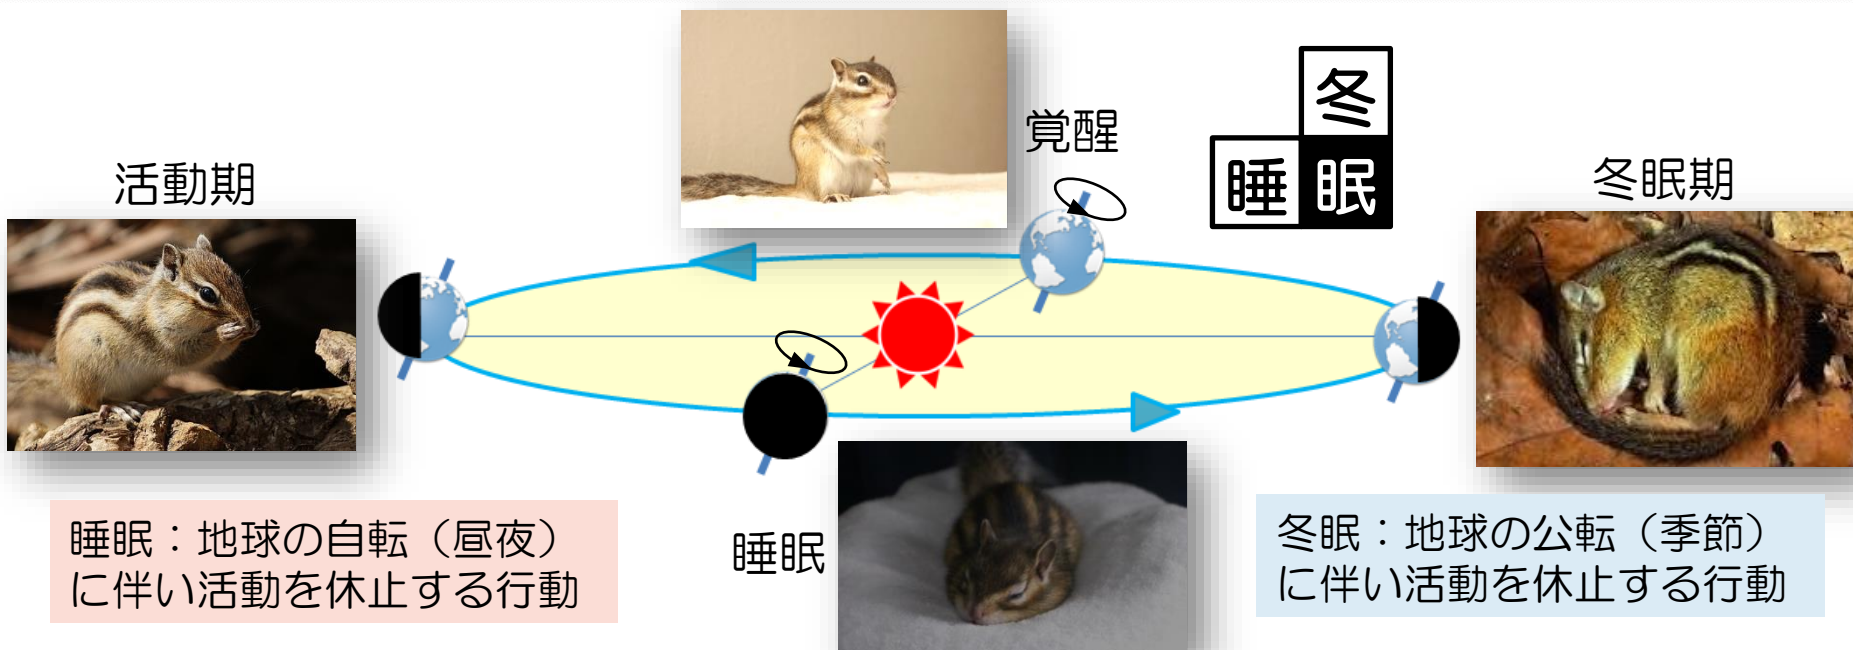 覚醒
冬
睡眠
活動期
冬眠期
睡眠
睡眠：地球の自転（昼夜）
に伴い活動を休止する行動
冬眠：地球の公転（季節）
に伴い活動を休止する行動